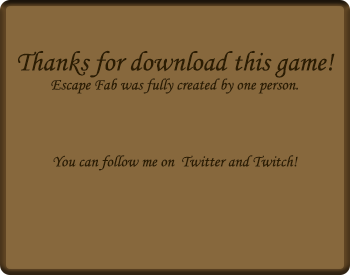 Thanks for download this game!
Escape Fab was fully created by one person.
You can follow me on Twitter and Twitch!